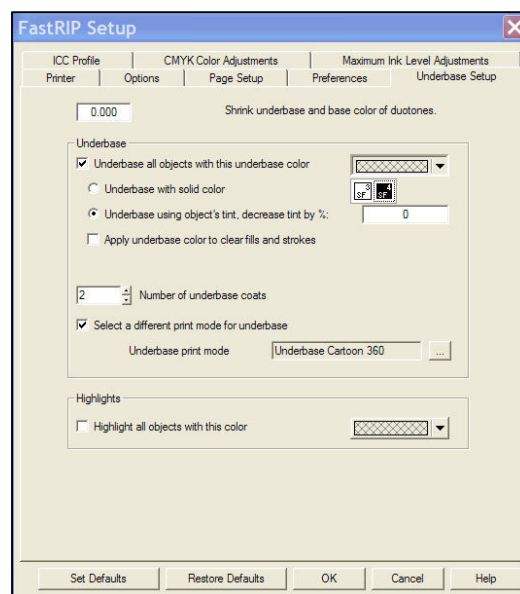 FastRIP Setup
ICC Profile CMYK Color Adjustments Maximum Ink Level Adjustments
Printer Options Page Setup Preferences Underbase Setup
0.000 Shrink underbase and base color of duotones.
Underbase
Underbase all objects with this underbase color
Underbase with solid color 3 SF 4 SF
Underbase using object's tint, decrease tint by %: 0
Apply underbase color to clear fills and strokes
2 Number of underbase coats
Select a different print mode for underbase
Underbase print mode Underbase Cartoon 360 ...
Highlights
Highlight all objects with this color
Set Defaults Restore Defaults OK Cancel Help